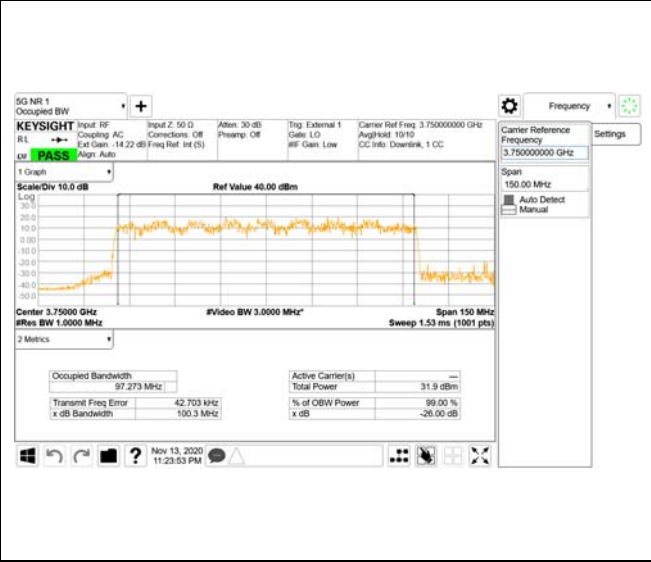 5G NR 1
Occupied BW
Frequency
KEYSIGHT Input: RF Input Z: 50 Ω Atten: 30 dB Trig: External 1 Carrier Ref Freq: 3.750000000 GHz
R L Coupling: AC Corrections: Off Preamp: Off Gate: LO Avg|Hold: 10/10
Ext Gain: -14.22 dB Freq Ref: Int (S) #IF Gain: Low CC Info: Downlink, 1 CC
PASS Align: Auto
Carrier Reference
Frequency
3.750000000 GHz
Settings
Span
150.00 MHz
Auto Detect
Manual
1 Graph
Scale/Div 10.0 dB Ref Value 40.00 dBm
Log
30.0
20.0
10.0
0.00
-10.0
-20.0
-30.0
-40.0
-50.0
Center 3.75000 GHz #Video BW 3.0000 MHz* Span 150 MHz
#Res BW 1.0000 MHz Sweep 1.53 ms (1001 pts)
2 Metrics
Occupied Bandwidth Active Carrier(s) —
97.273 MHz Total Power 31.9 dBm
Transmit Freq Error 42.703 kHz % of OBW Power 99.00 %
x dB Bandwidth 100.3 MHz x dB -26.00 dB
Nov 13, 2020
11:23:53 PM